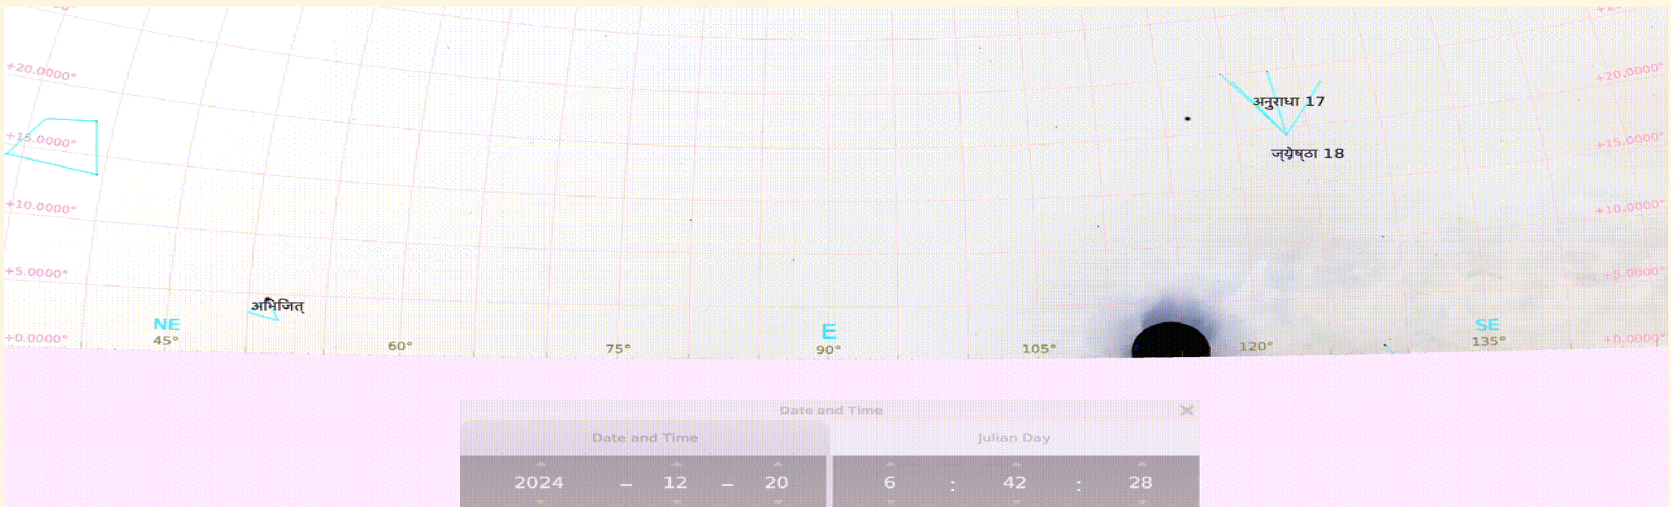 +20.0000°
+20.0000°
अनुराधा 17
+15.0000°
+15.0000°
ज्येष्ठा 18
+10.0000°
+10.0000°
+5.0000°
+5.0000°
अभिजित्
NE
E
SE
+0.0000°
45°
60°
75°
90°
105°
120°
135°
+0.0000°
Date and Time
Date and Time
Julian Day
2024 – 12 – 20
6 : 42 : 28